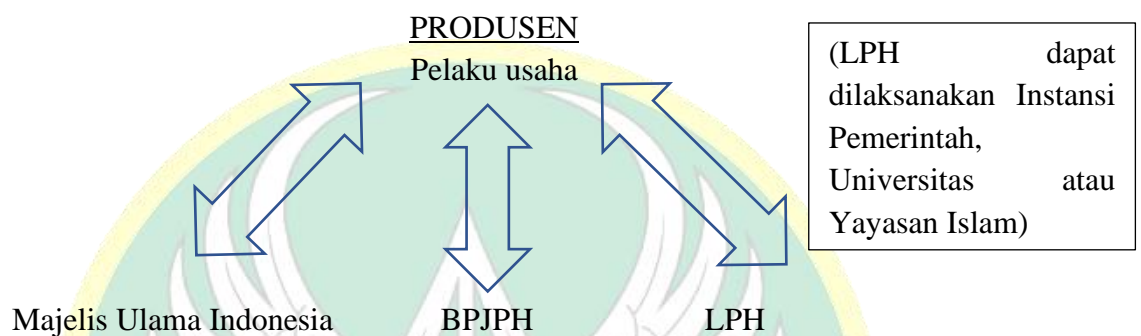 PRODUSEN
Pelaku usaha
(LPH dapat
dilaksanakan Instansi
Pemerintah,
Universitas atau
Yayasan Islam)
Majelis Ulama Indonesia BPJPH LPH